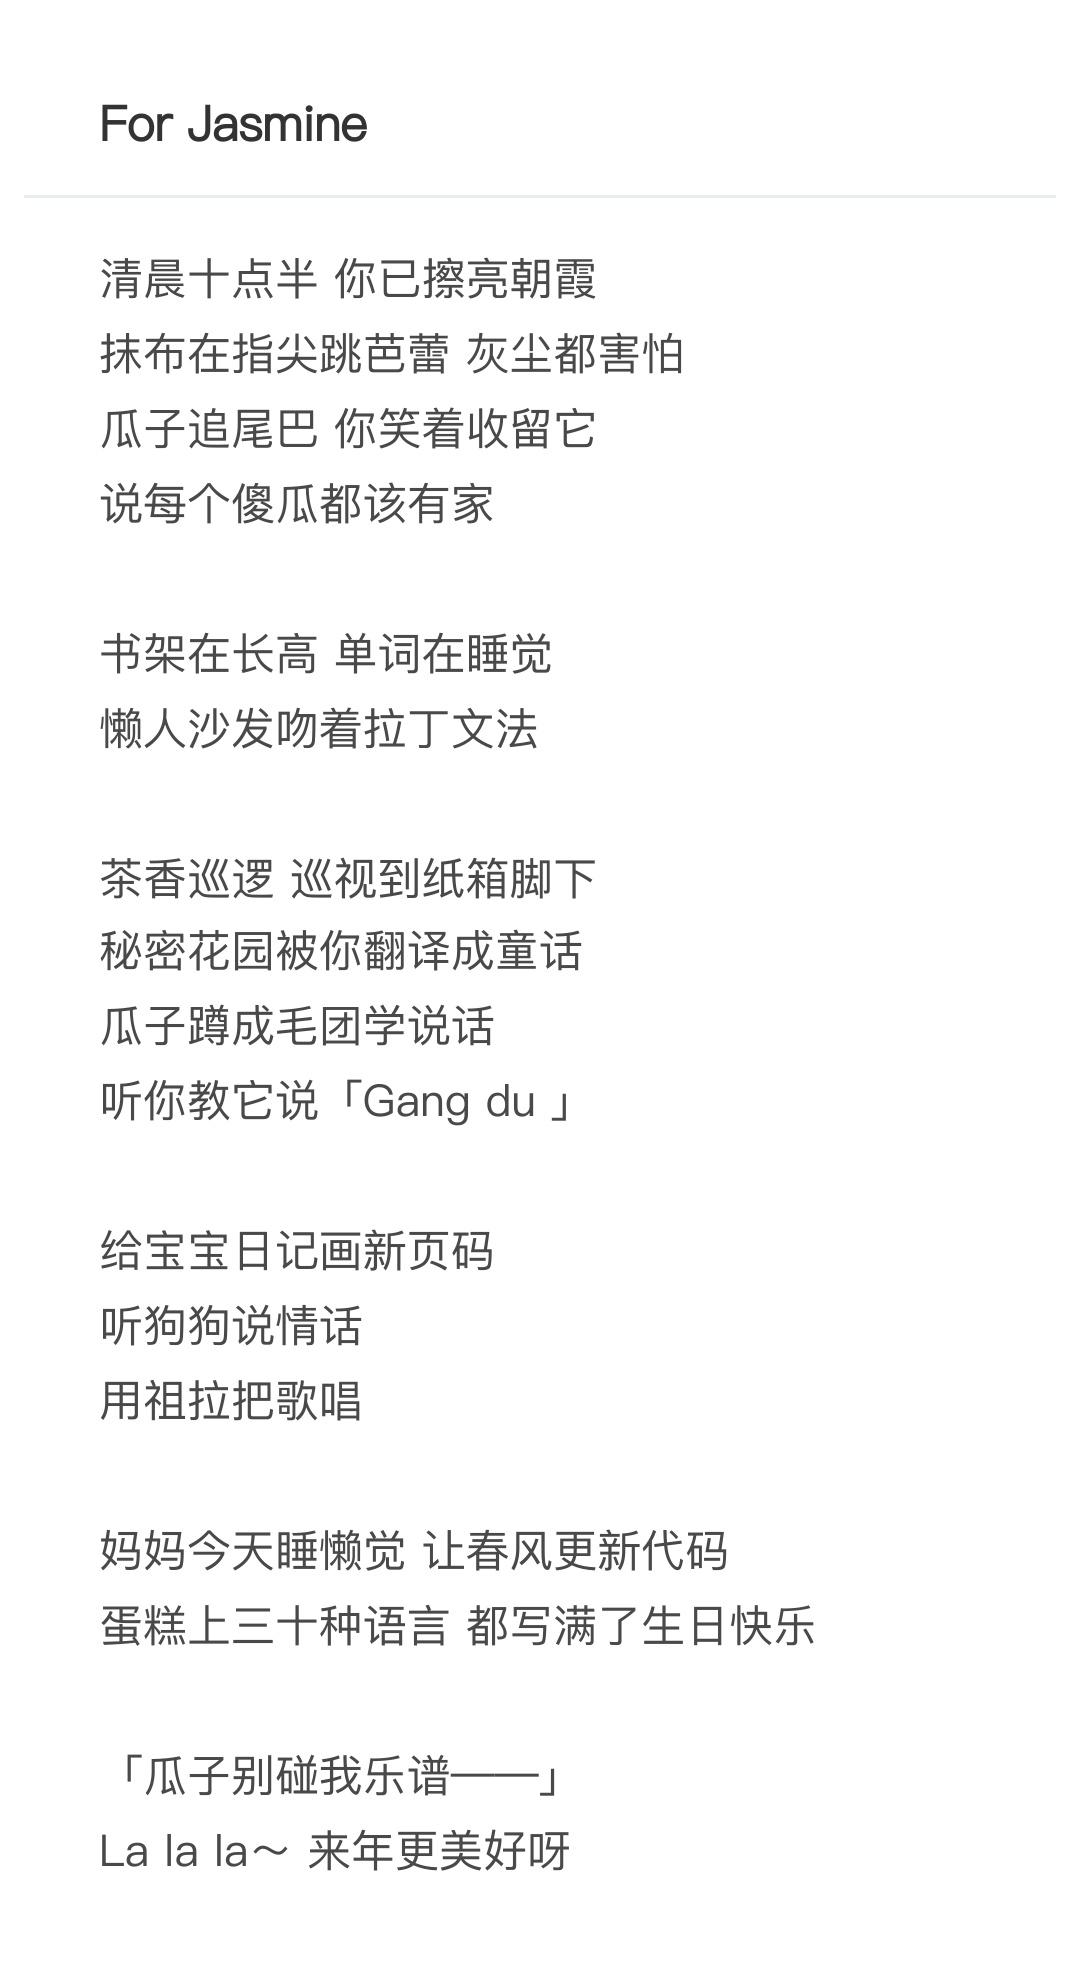 For Jasmine
清晨十点半 你已擦亮朝霞
抹布在指尖跳芭蕾 灰尘都害怕
瓜子追尾巴 你笑着收留它
说每个傻瓜都该有家
书架在长高 单词在睡觉
懒人沙发吻着拉丁文法
茶香巡逻 巡视到纸箱脚下
秘密花园被你翻译成童话
瓜子蹲成毛团学说话
听你教它说「Gang du 」
给宝宝日记画新页码
听狗狗说情话
用祖拉把歌唱
妈妈今天睡懒觉 让春风更新代码
蛋糕上三十种语言 都写满了生日快乐
「瓜子别碰我乐谱——」
La la la～ 来年更美好呀